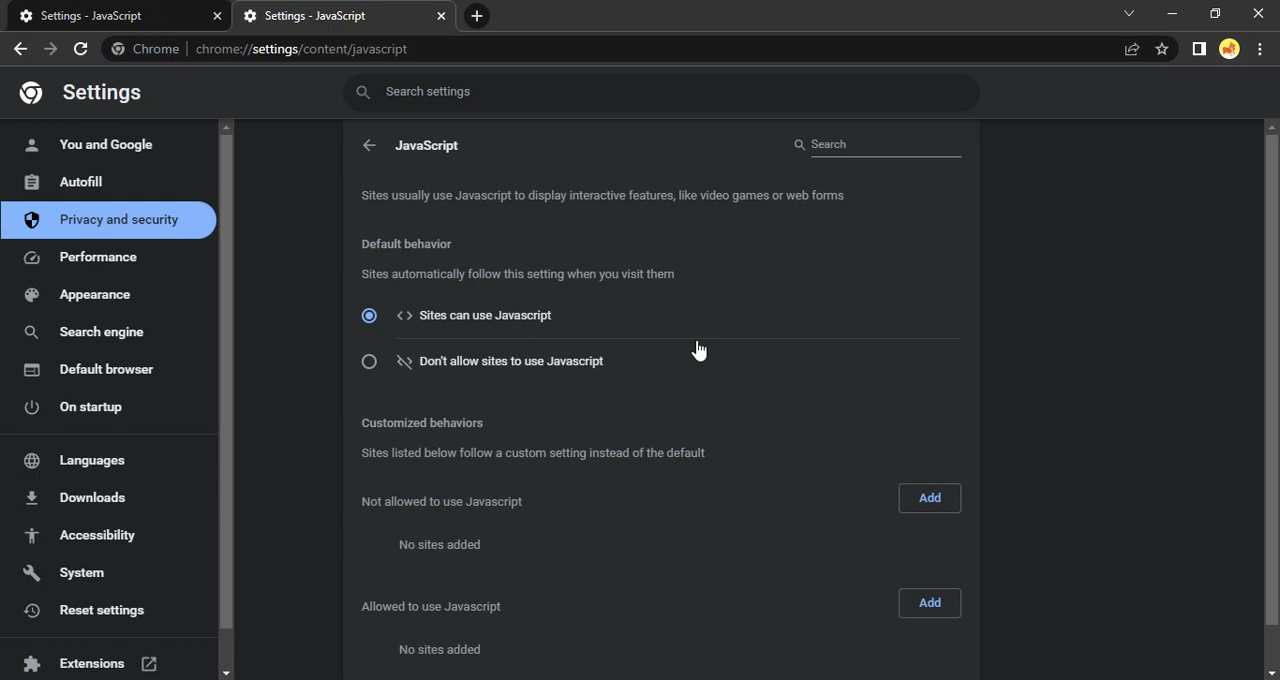 Settings - JavaScript
Settings - JavaScript
Chrome | chrome://settings/content/javascript
Settings
Search settings
You and Google
Autofill
Privacy and security
Performance
Appearance
Search engine
Default browser
On startup
Languages
Downloads
Accessibility
System
Reset settings
Extensions
JavaScript
Search
Sites usually use Javascript to display interactive features, like video games or web forms
Default behavior
Sites automatically follow this setting when you visit them
Sites can use Javascript
Don't allow sites to use Javascript
Customized behaviors
Sites listed below follow a custom setting instead of the default
Not allowed to use Javascript
Add
No sites added
Allowed to use Javascript
Add
No sites added